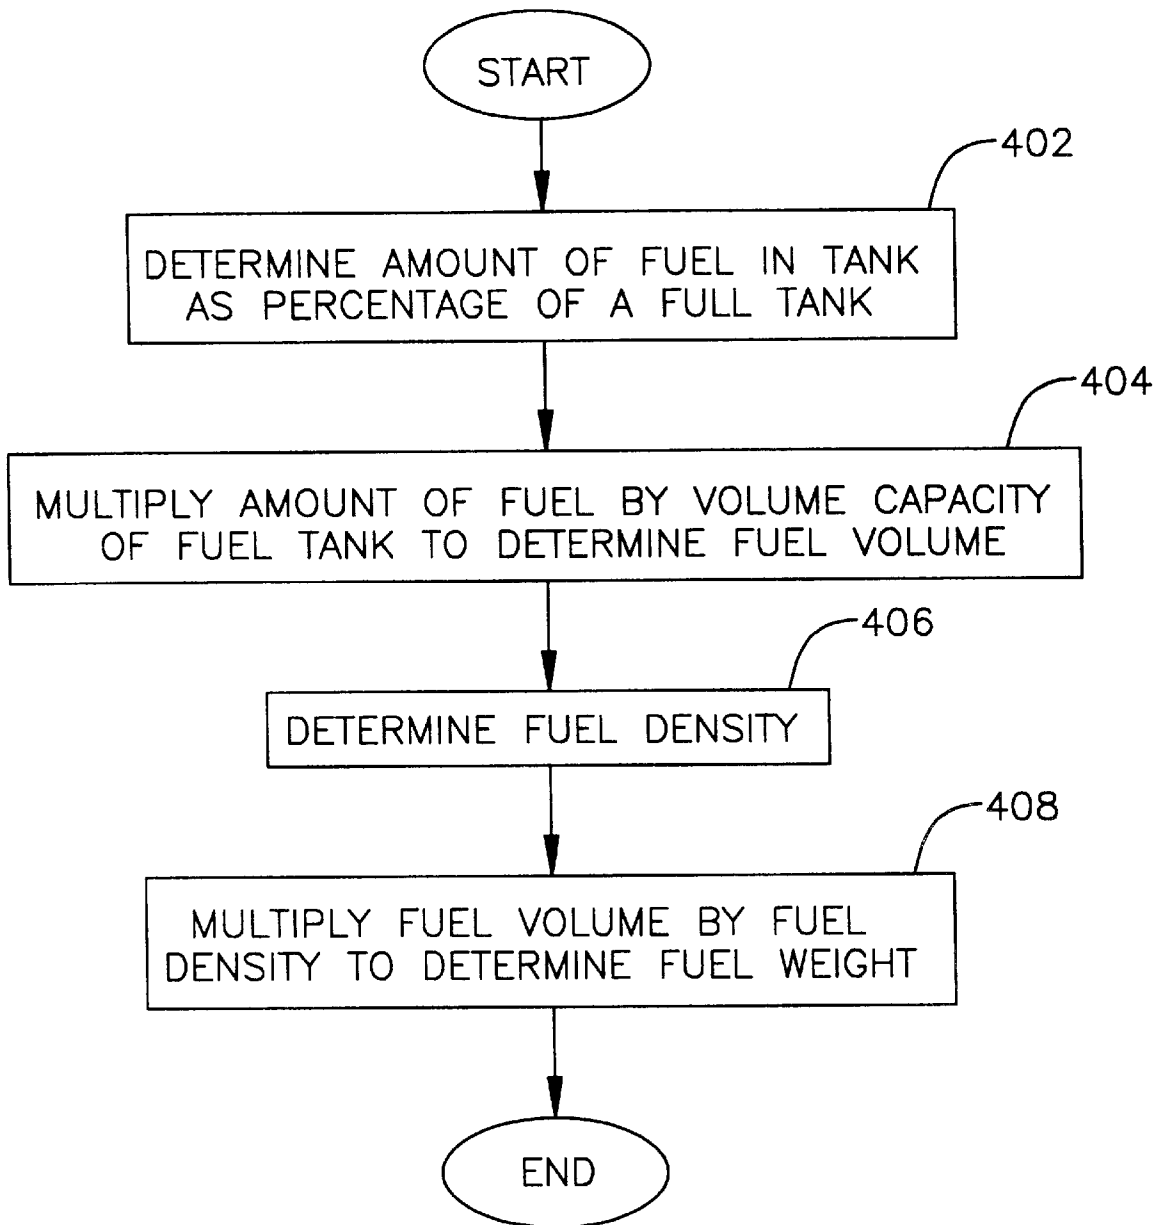 START
402
DETERMINE AMOUNT OF FUEL IN TANK
AS PERCENTAGE OF A FULL TANK
404
MULTIPLY AMOUNT OF FUEL BY VOLUME CAPACITY
OF FUEL TANK TO DETERMINE FUEL VOLUME
406
DETERMINE FUEL DENSITY
408
MULTIPLY FUEL VOLUME BY FUEL
DENSITY TO DETERMINE FUEL WEIGHT
END